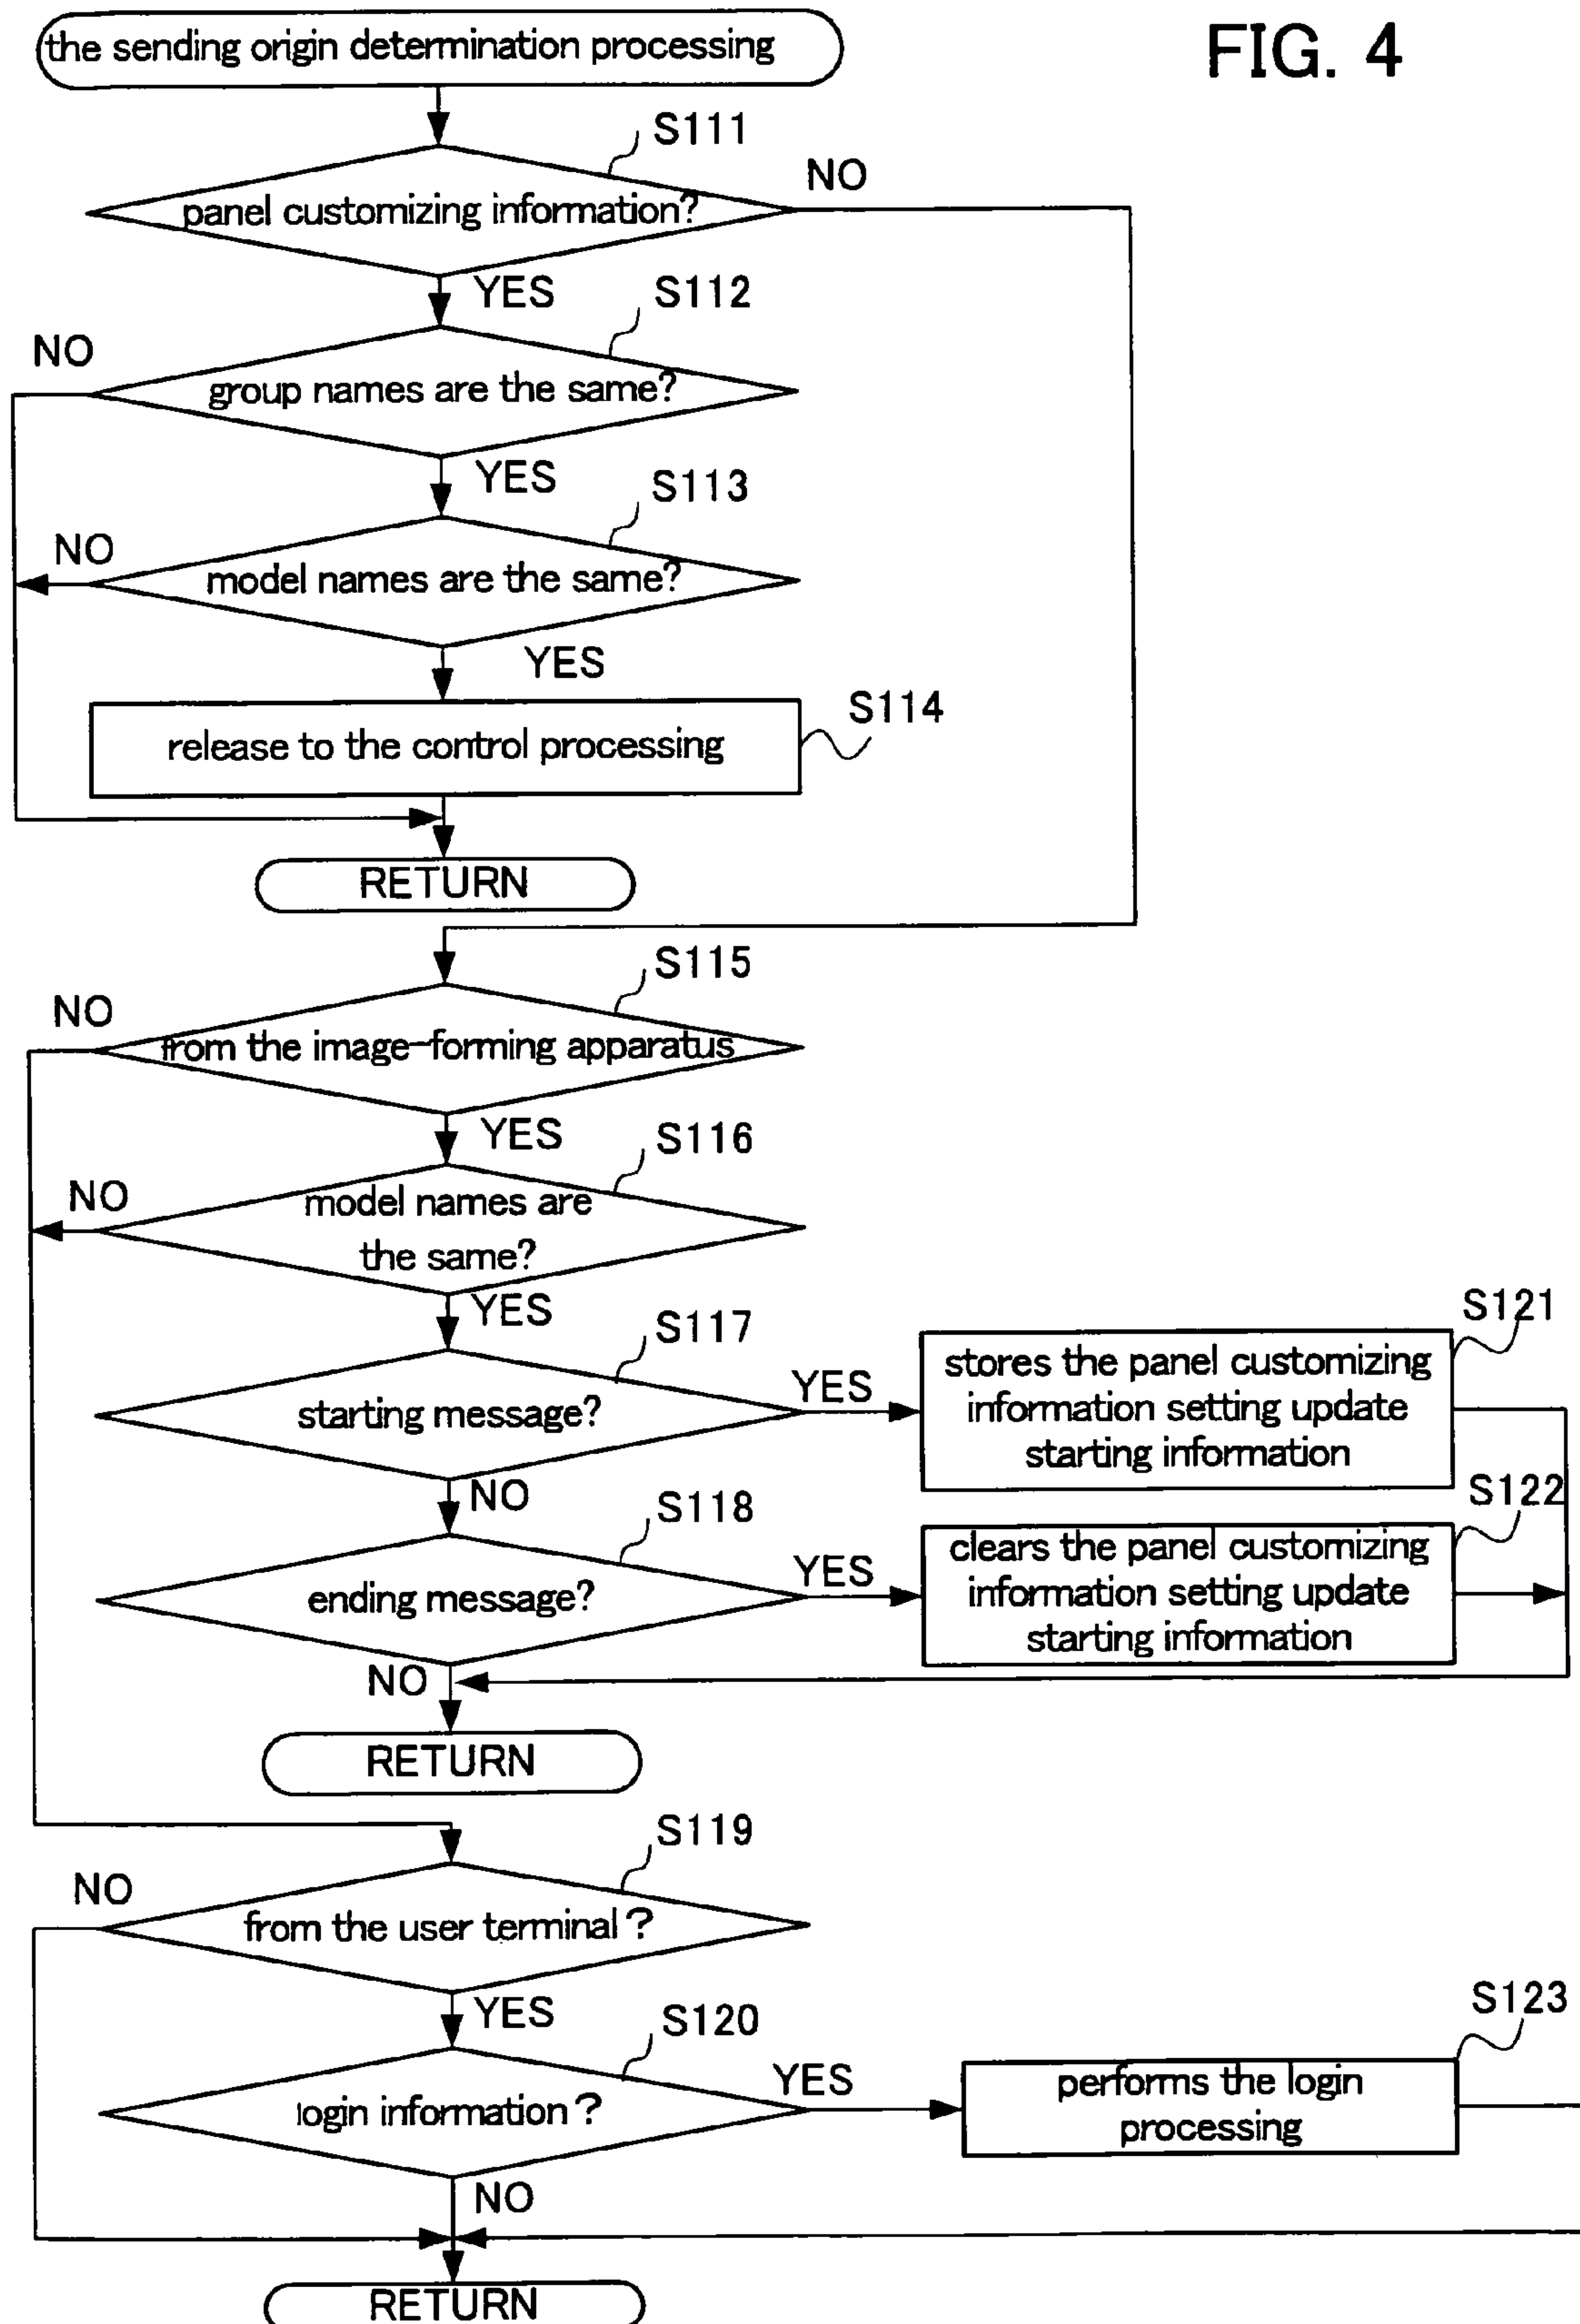 the sending origin determination processing
FIG. 4
S111
panel customizing information?
NO
YES
S112
NO
group names are the same?
YES
S113
NO
model names are the same?
YES
S114
release to the control processing
RETURN
S115
NO
from the image-forming apparatus
YES
S116
NO
model names are
the same?
YES
S117
starting message?
YES
S121
stores the panel customizing
information setting update
starting information
NO
S118
ending message?
YES
S122
clears the panel customizing
information setting update
starting information
NO
RETURN
S119
NO
from the user terminal ?
YES
S120
login information ?
YES
S123
performs the login
processing
NO
RETURN